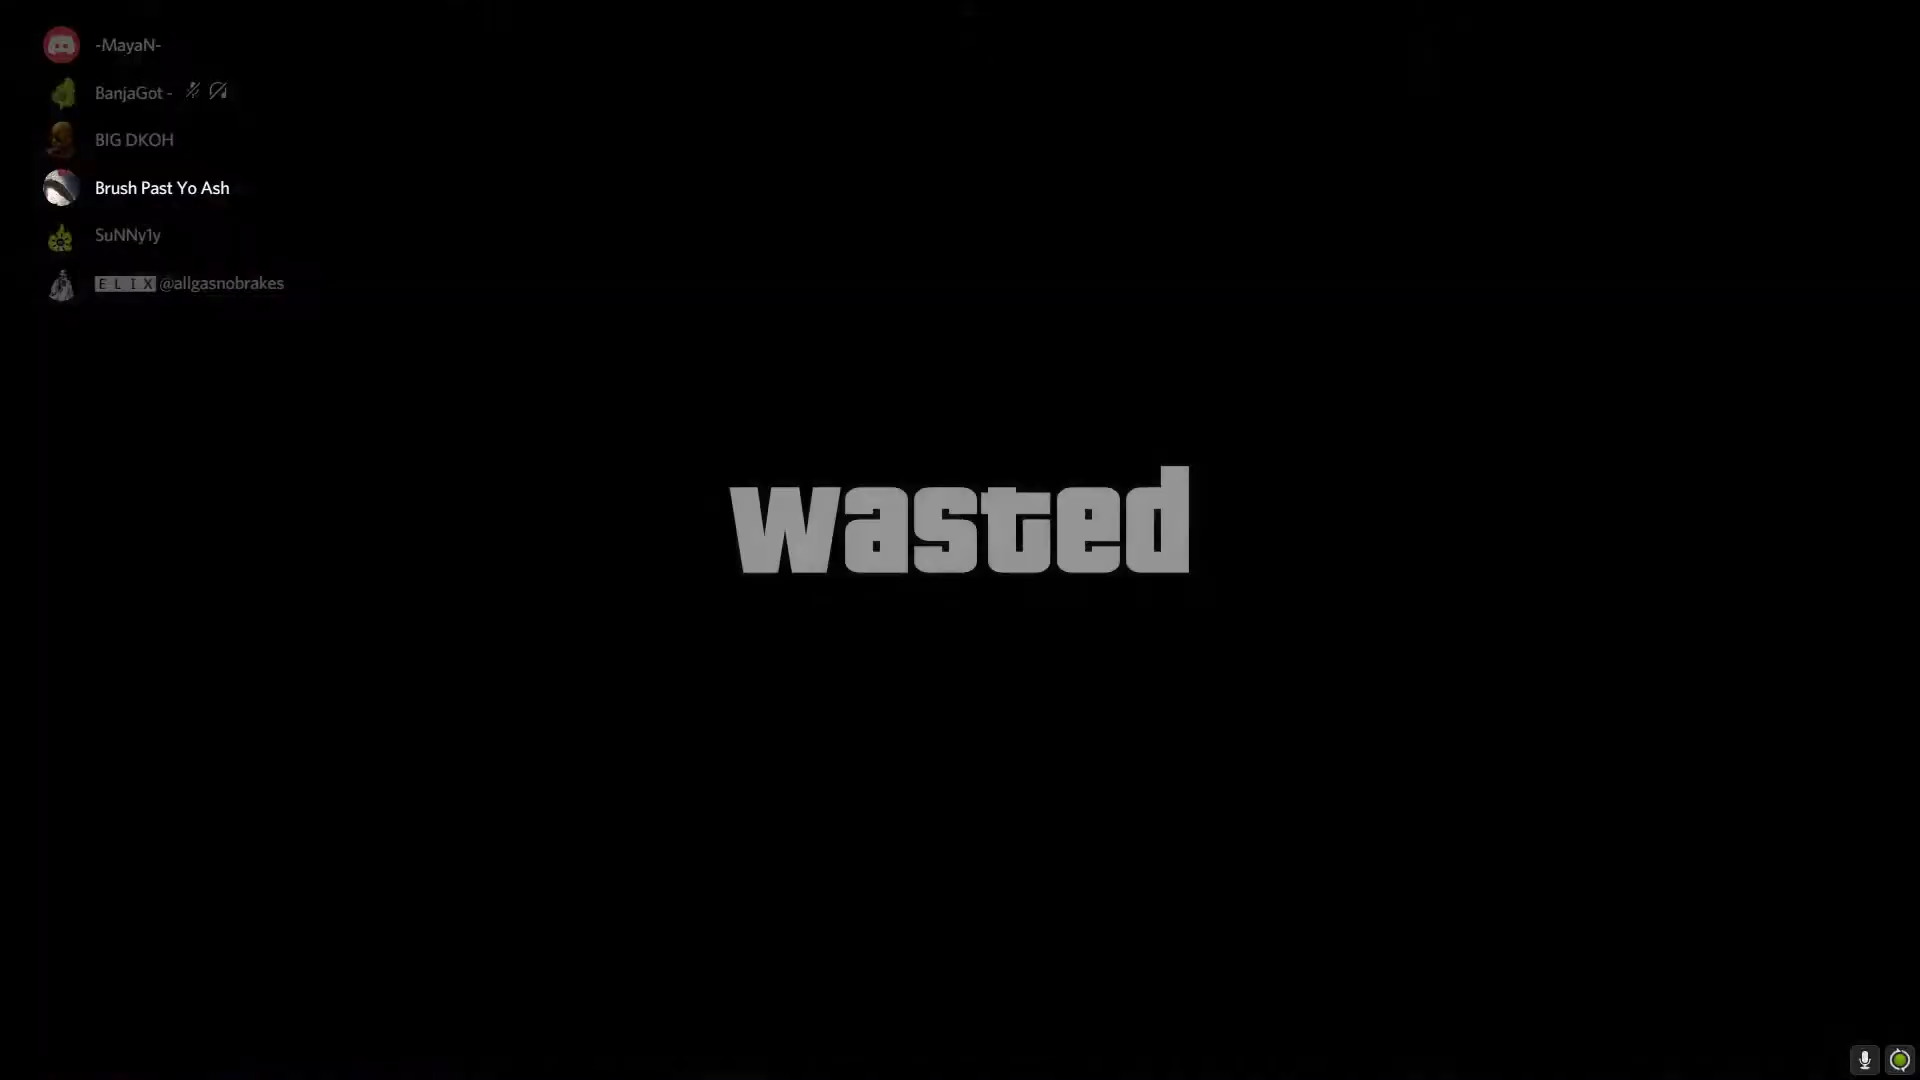 -MayaN-
BanjaGot -
BIG DKOH
Brush Past Yo Ash
SuNNy1y
E L I X @allgasnobrakes
wasted